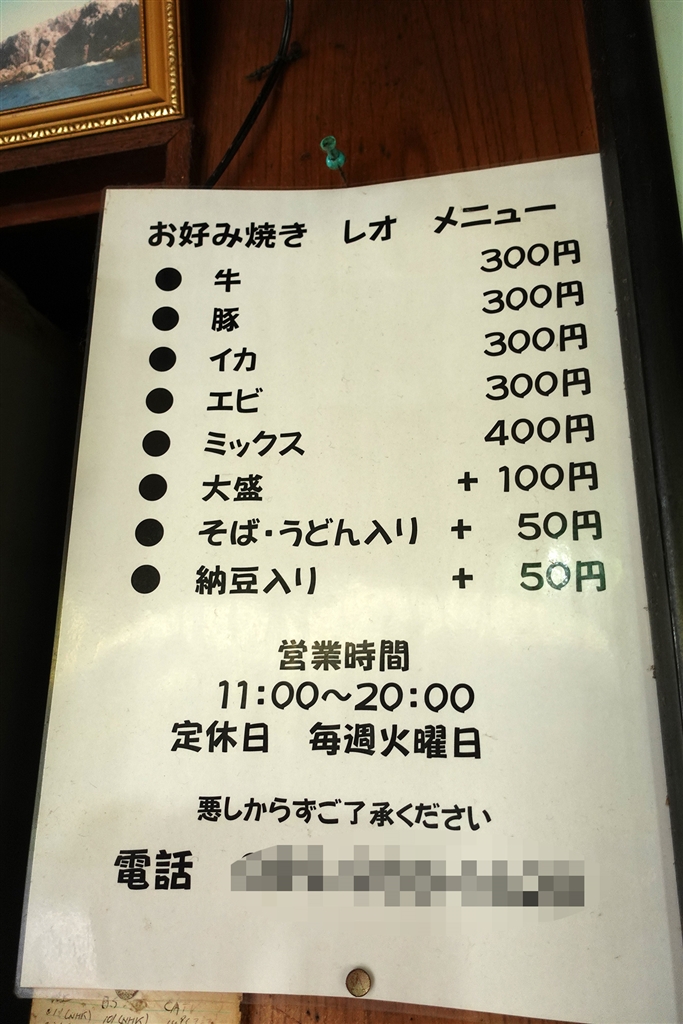 お好み焼き レオ メニュー
● 牛 300円
● 豚 300円
● イカ 300円
● エビ 300円
● ミックス 400円
● 大盛 + 100円
● そば・うどん入り + 50円
● 納豆入り + 50円
営業時間
11:00～20:00
定休日 毎週火曜日
悪しからずご了承ください
電話
BS CA